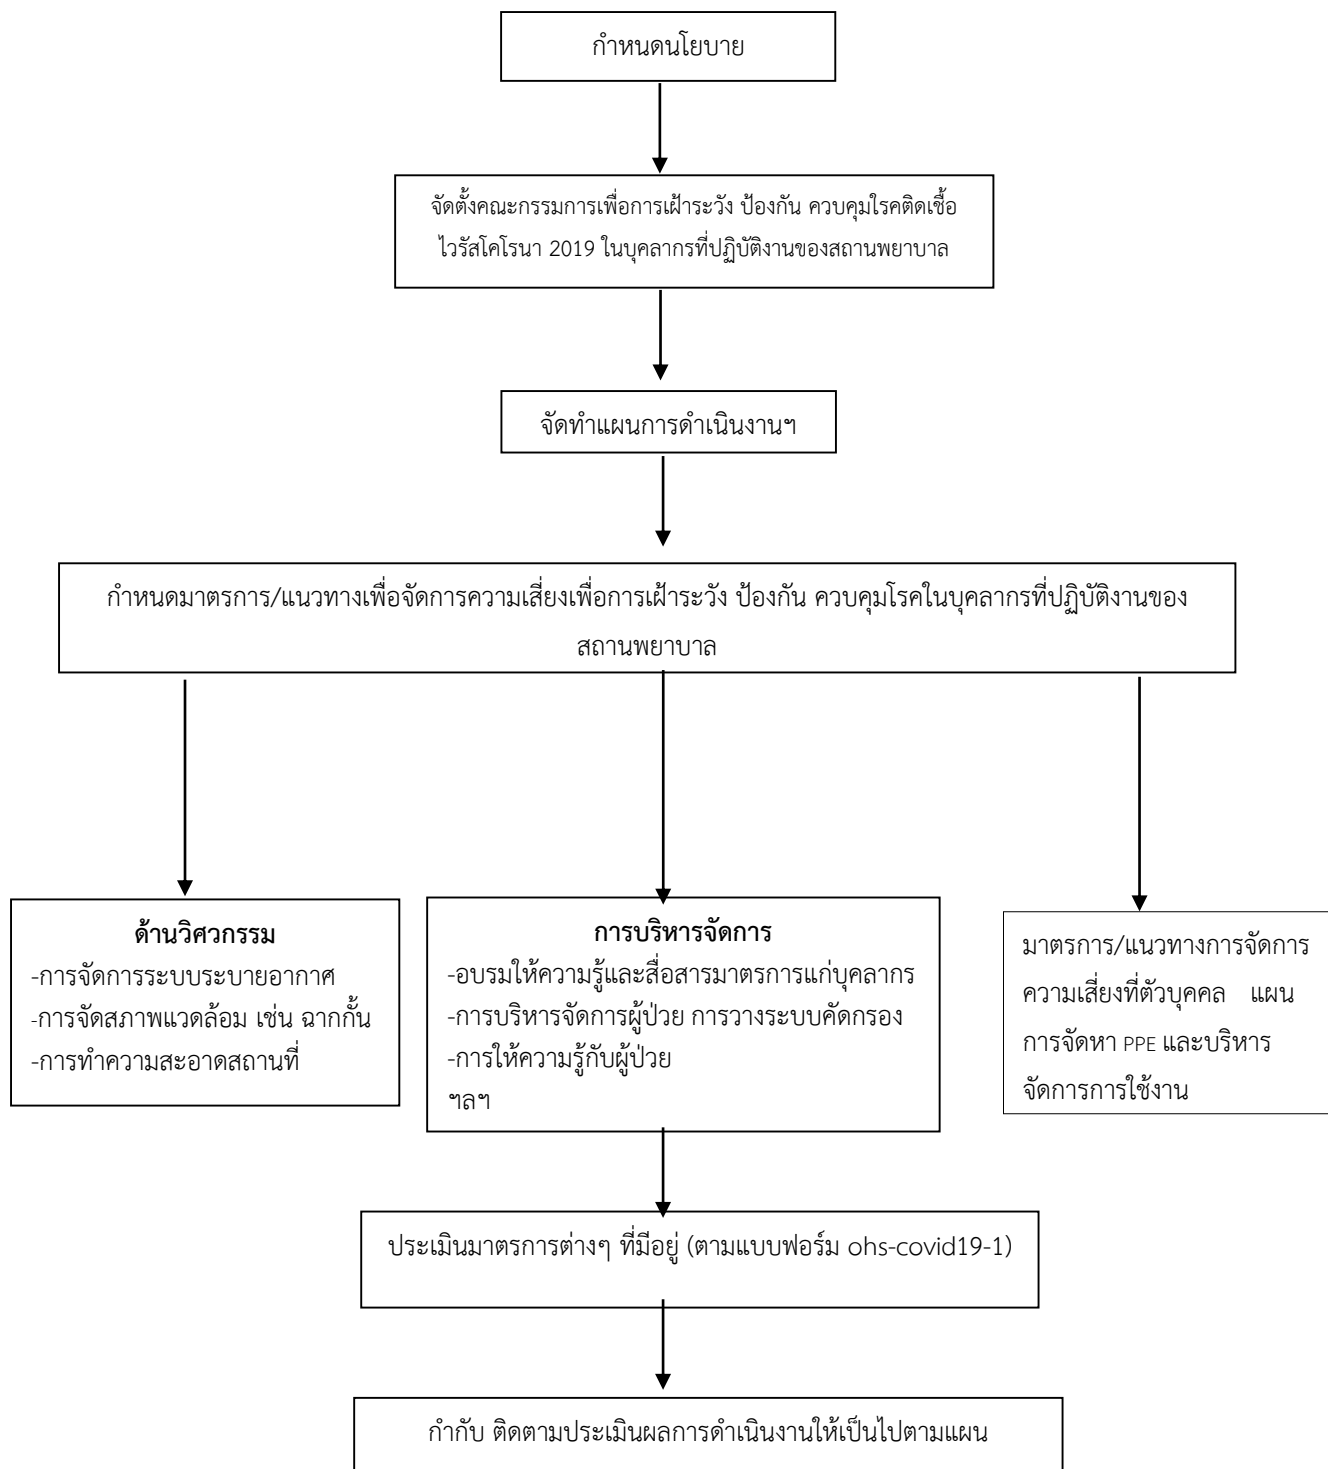 กำหนดนโยบาย
จัดตั้งคณะกรรมการเพื่อการเฝ้าระวัง ป้องกัน ควบคุมโรคติดเชื้อ
ไวรัสโคโรนา 2019 ในบุคลากรที่ปฏิบัติงานของสถานพยาบาล
จัดทำแผนการดำเนินงานฯ
กำหนดมาตรการ/แนวทางเพื่อจัดการความเสี่ยงเพื่อการเฝ้าระวัง ป้องกัน ควบคุมโรคในบุคลากรที่ปฏิบัติงานของ
สถานพยาบาล
ด้านวิศวกรรม
-การจัดการระบบระบายอากาศ
-การจัดสภาพแวดล้อม เช่น ฉากกั้น
-การทำความสะอาดสถานที่
การบริหารจัดการ
-อบรมให้ความรู้และสื่อสารมาตรการแก่บุคลากร
-การบริหารจัดการผู้ป่วย การวางระบบคัดกรอง
-การให้ความรู้กับผู้ป่วย
ฯลฯ
มาตรการ/แนวทางการจัดการ
ความเสี่ยงที่ตัวบุคคล แผน
การจัดหา PPE และบริหาร
จัดการการใช้งาน
ประเมินมาตรการต่างๆ ที่มีอยู่ (ตามแบบฟอร์ม ohs-covid19-1)
กำกับ ติดตามประเมินผลการดำเนินงานให้เป็นไปตามแผน